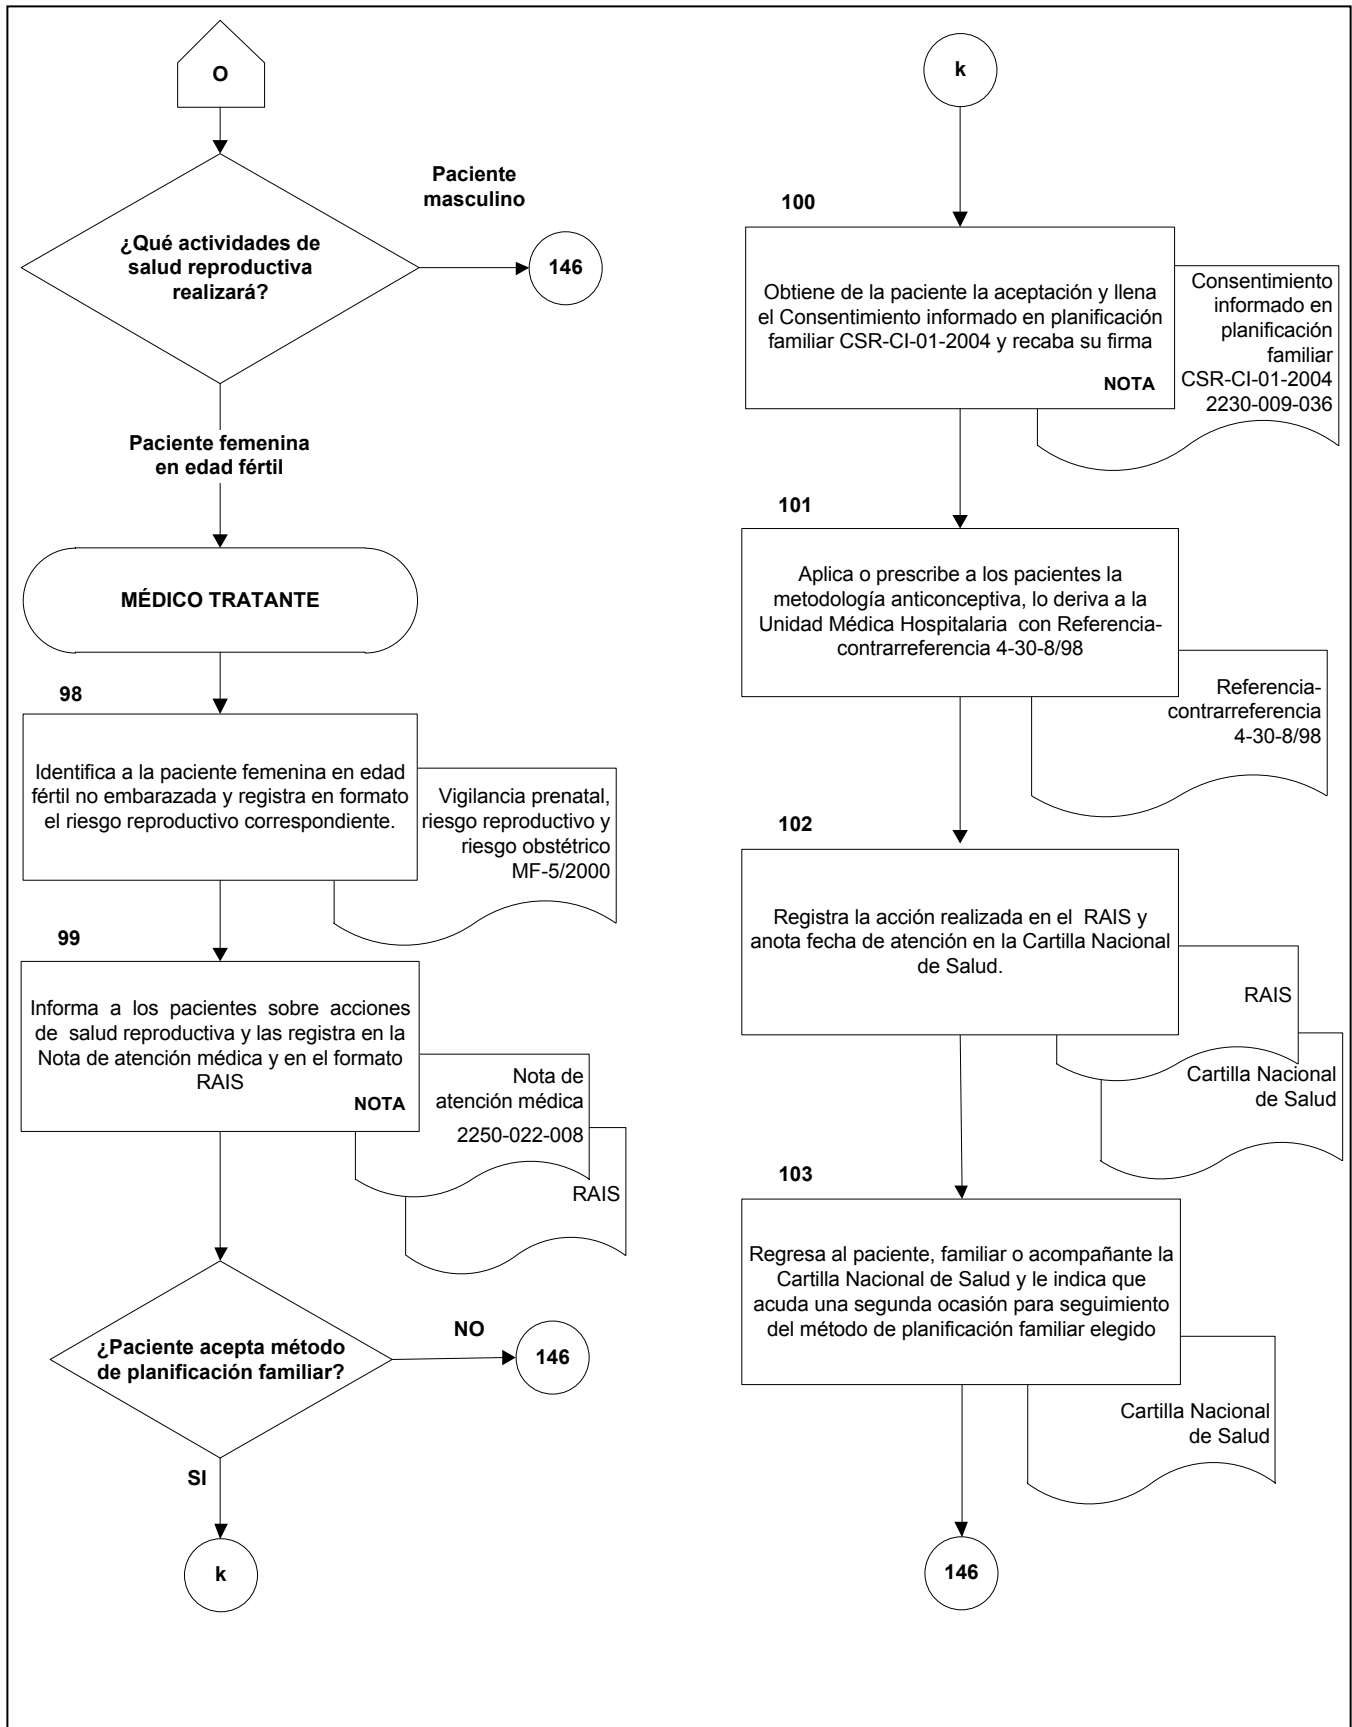 O
Paciente
masculino
¿Qué actividades de
salud reproductiva
realizará?
146
Paciente femenina
en edad fértil
MÉDICO TRATANTE
98
Identifica a la paciente femenina en edad
fértil no embarazada y registra en formato
el riesgo reproductivo correspondiente.
Vigilancia prenatal,
riesgo reproductivo y
riesgo obstétrico
MF-5/2000
99
Informa a los pacientes sobre acciones
de salud reproductiva y las registra en la
Nota de atención médica y en el formato
RAIS
NOTA
Nota de
atención médica
2250-022-008
RAIS
¿Paciente acepta método
de planificación familiar?
NO
146
SI
k
k
100
Obtiene de la paciente la aceptación y llena
el Consentimiento informado en planificación
familiar CSR-CI-01-2004 y recaba su firma
NOTA
Consentimiento
informado en
planificación
familiar
CSR-CI-01-2004
2230-009-036
101
Aplica o prescribe a los pacientes la
metodología anticonceptiva, lo deriva a la
Unidad Médica Hospitalaria con Referencia-
contrarreferencia 4-30-8/98
Referencia-
contrarreferencia
4-30-8/98
102
Registra la acción realizada en el RAIS y
anota fecha de atención en la Cartilla Nacional
de Salud.
RAIS
Cartilla Nacional
de Salud
103
Regresa al paciente, familiar o acompañante la
Cartilla Nacional de Salud y le indica que
acuda una segunda ocasión para seguimiento
del método de planificación familiar elegido
Cartilla Nacional
de Salud
146